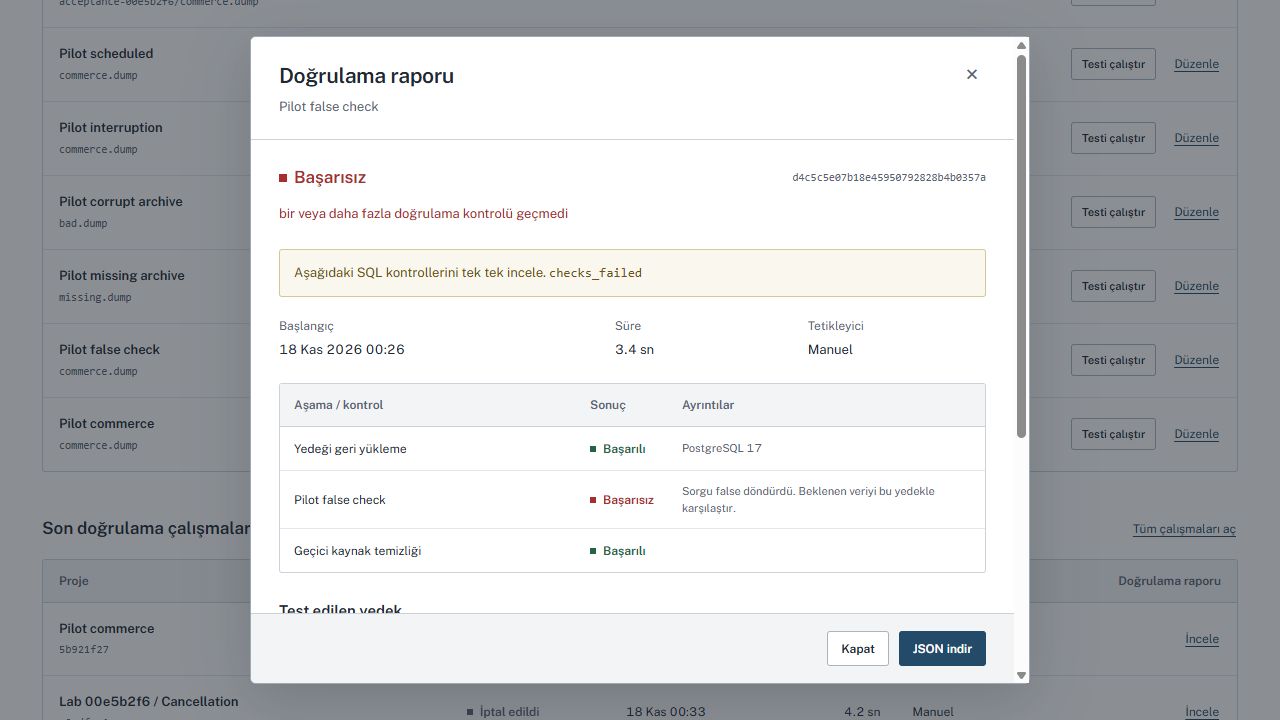 acceptance-00e5b2f6/commerce.dump
Pilot scheduled
commerce.dump
Testi çalıştır
Düzenle
Pilot interruption
commerce.dump
Testi çalıştır
Düzenle
Pilot corrupt archive
bad.dump
Testi çalıştır
Düzenle
Pilot missing archive
missing.dump
Testi çalıştır
Düzenle
Pilot false check
commerce.dump
Testi çalıştır
Düzenle
Pilot commerce
commerce.dump
Testi çalıştır
Düzenle
Doğrulama raporu
×
Pilot false check
Başarısız
d4c5c5e07b18e45950792828b4b0357a
bir veya daha fazla doğrulama kontrolü geçmedi
Aşağıdaki SQL kontrollerini tek tek incele. checks_failed
Başlangıç
Süre
Tetikleyici
18 Kas 2026 00:26
3.4 sn
Manuel
Aşama / kontrol
Sonuç
Ayrıntılar
Yedeği geri yükleme
Başarılı
PostgreSQL 17
Pilot false check
Başarısız
Sorgu false döndürdü. Beklenen veriyi bu yedekle
karşılaştır.
Geçici kaynak temizliği
Başarılı
Test edilen yedek
Kapat
JSON indir
Son doğrulama çalışmalar
Tüm çalışmaları aç
Proje
Doğrulama raporu
Pilot commerce
5b921f27
İncele
Lab 00e5b2f6 / Cancellation
İptal edildi
18 Kas 00:33
4.2 sn
Manuel
İncele